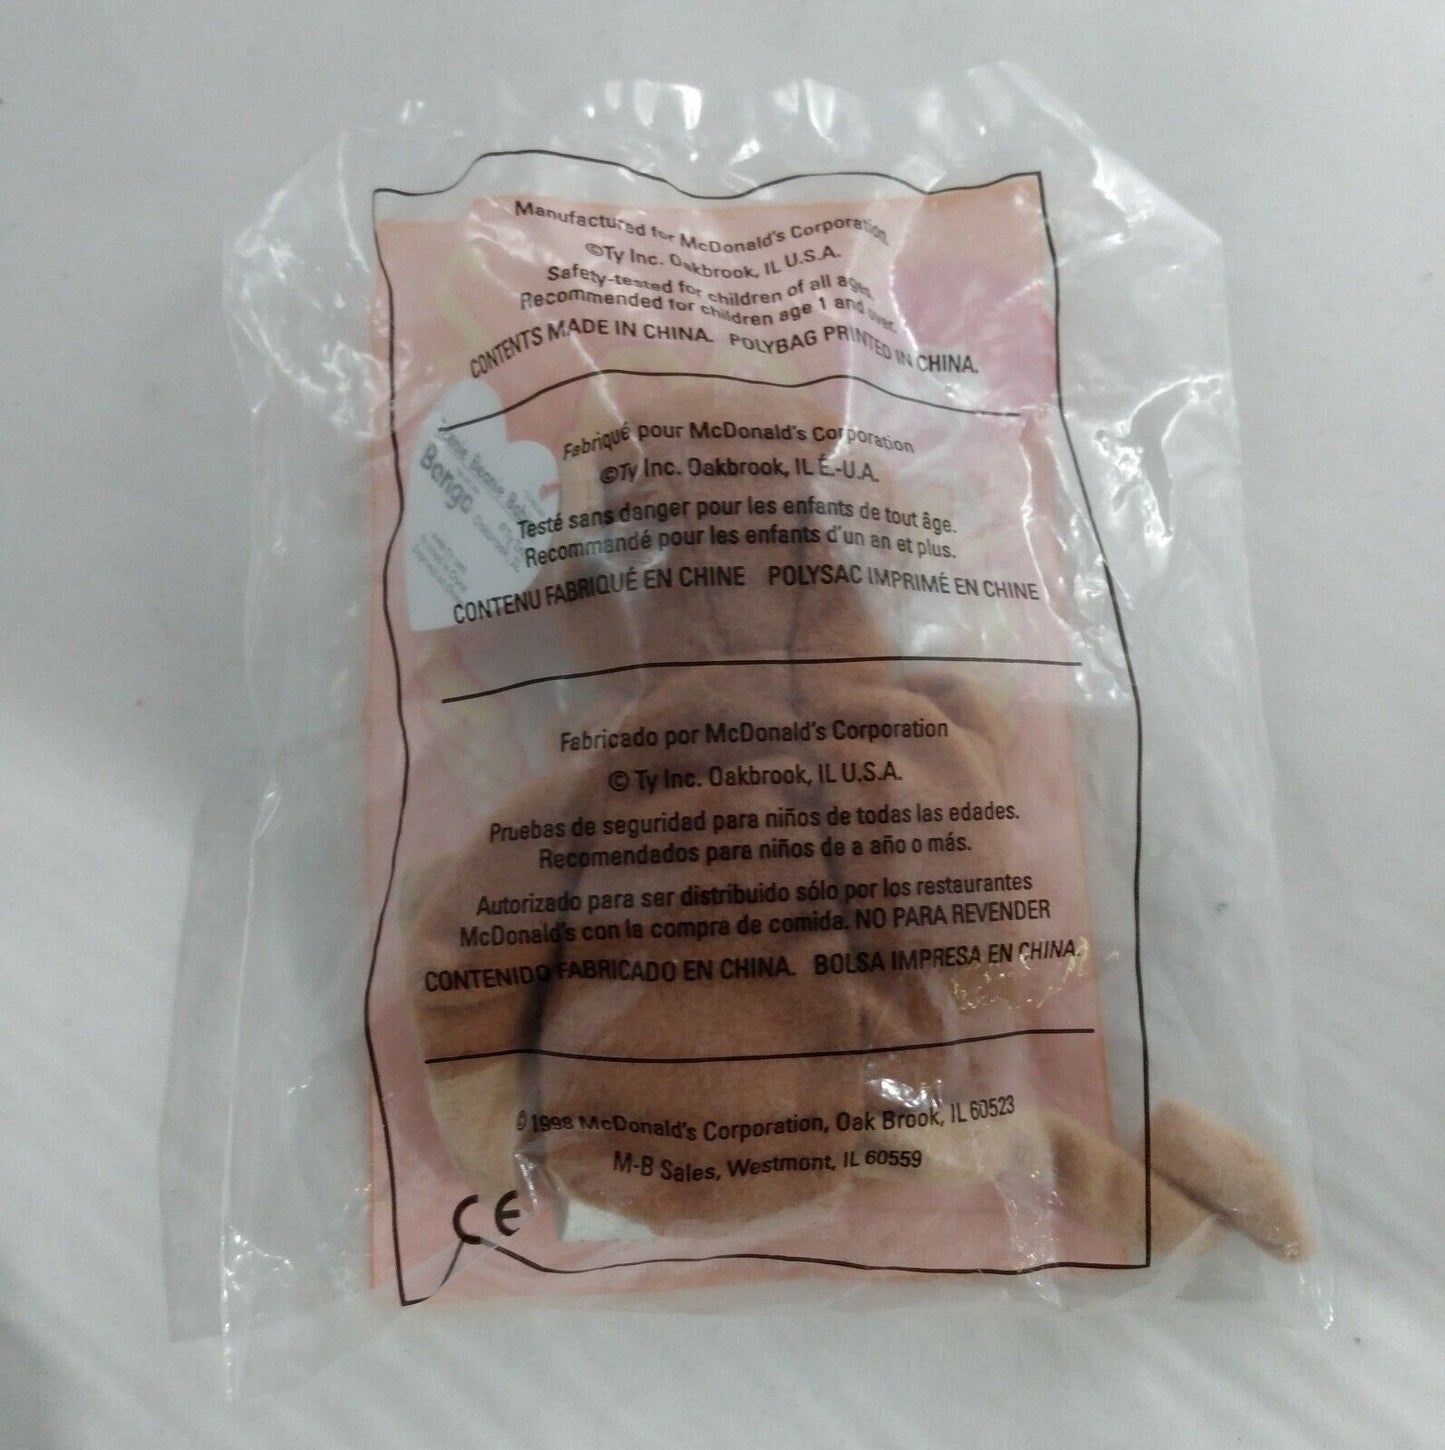 Manufactured for McDonald's Corporation.
©Ty Inc. Oakbrook, IL U.S.A.
Safety-tested for children of all ages.
Recommended for children age 1 and over.
CONTENTS MADE IN CHINA. POLYBAG PRINTED IN CHINA.
Fabriqué pour McDonald's Corporation
©Ty Inc. Oakbrook, IL É.-U.A.
Testé sans danger pour les enfants de tout âge.
Recommandé pour les enfants d'un an et plus.
CONTENU FABRIQUÉ EN CHINE POLYSAC IMPRIMÉ EN CHINE
Bongo
Fabricado por McDonald's Corporation
© Ty Inc. Oakbrook, IL U.S.A.
Pruebas de seguridad para niños de todas las edades.
Recomendados para niños de a año o más.
Autorizado para ser distribuido sólo por los restaurantes
McDonald's con la compra de comida. NO PARA REVENDER
CONTENIDO FABRICADO EN CHINA. BOLSA IMPRESA EN CHINA.
© 1998 McDonald's Corporation, Oak Brook, IL 60523
M-B Sales, Westmont, IL 60559
CE